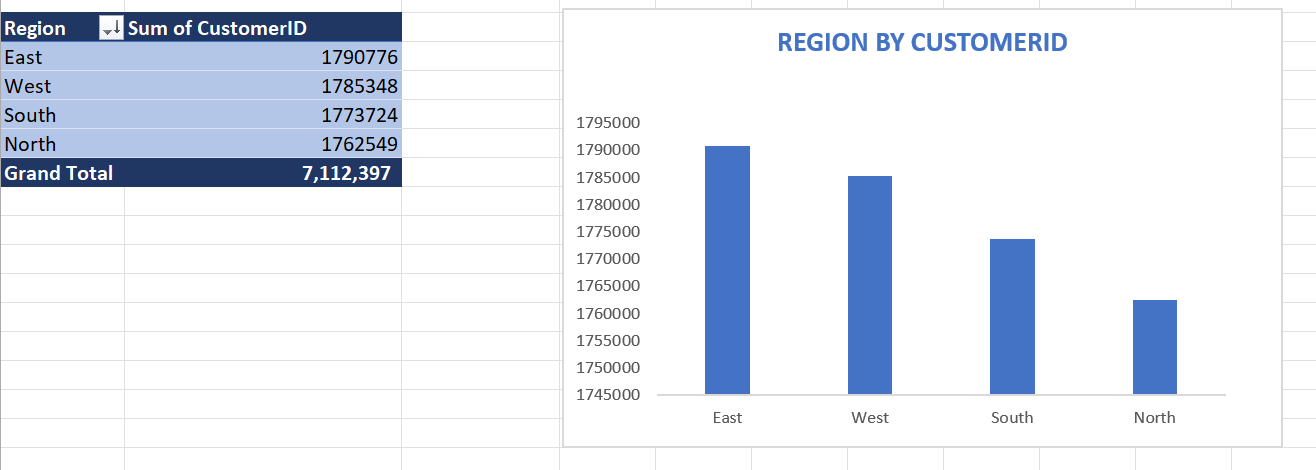 Region Sum of CustomerID
East 1790776
West 1785348
South 1773724
North 1762549
Grand Total 7,112,397
REGION BY CUSTOMERID
1795000
1790000
1785000
1780000
1775000
1770000
1765000
1760000
1755000
1750000
1745000
East West South North